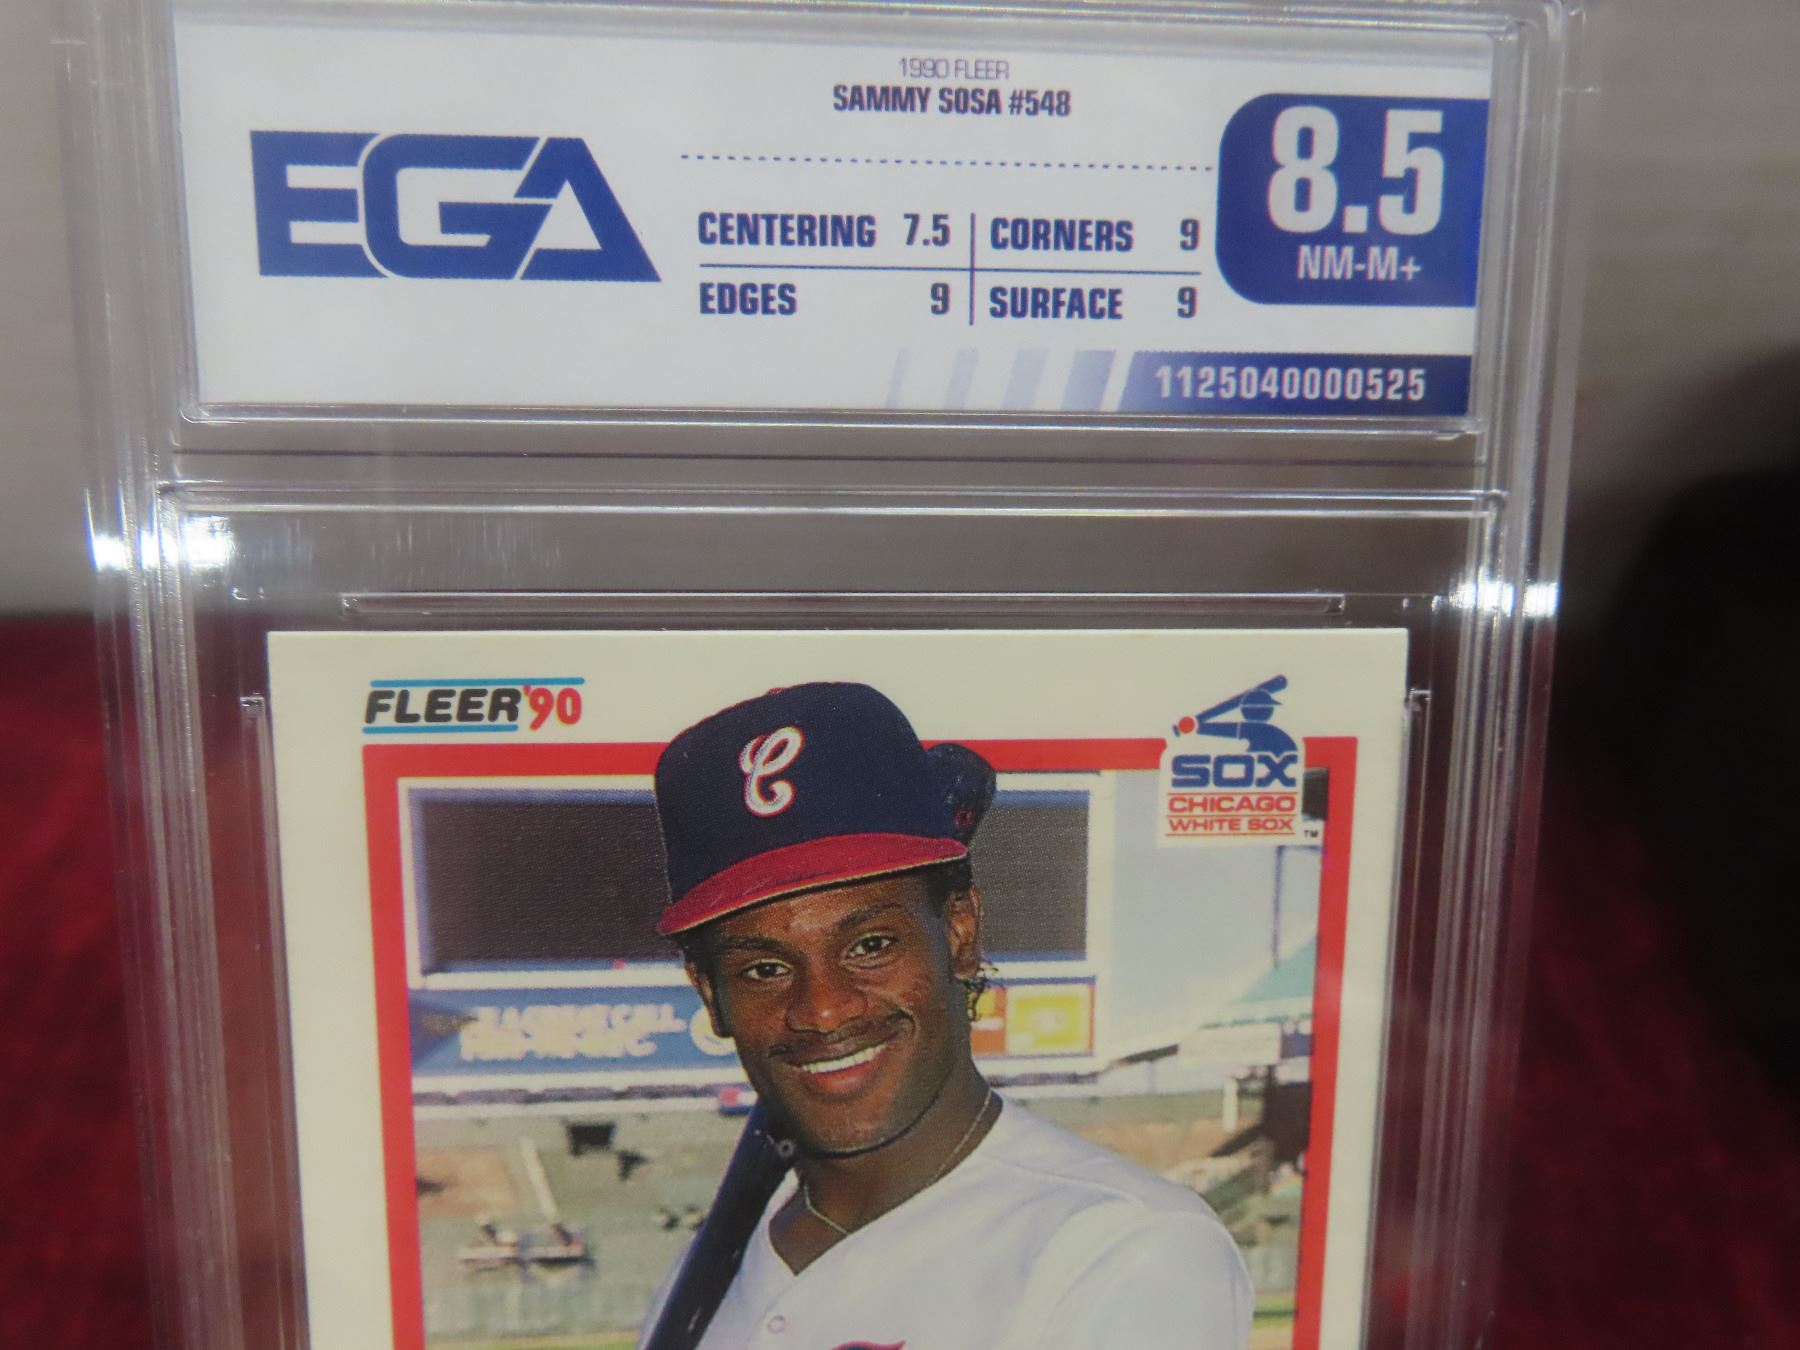 1990 FLEER
SAMMY SOSA #548
EGA
CENTERING 7.5 CORNERS 9
EDGES 9 SURFACE 9
8.5
NM-M+
1125040000525
FLEER'90
C
SOX
CHICAGO
WHITE SOX TM